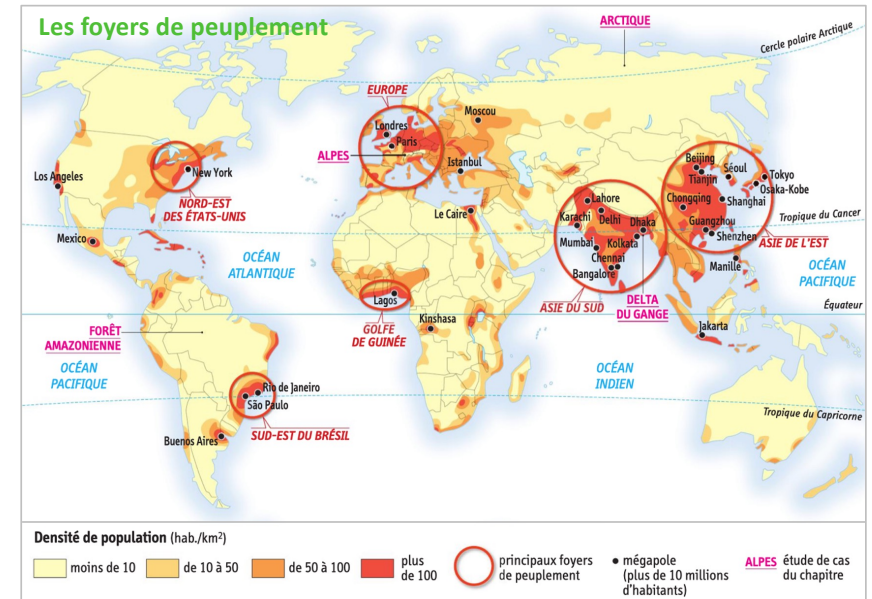 Les foyers de peuplement
ARCTIQUE
Cercle polaire Arctique
EUROPE
Moscou
Londres
Paris
ALPES
Istanbul
Los Angeles
New York
NORD-EST
DES ÉTATS-UNIS
Le Caire
Mexico
Beijing
Séoul
Tokyo
Tianjin
Osaka-Kobe
Lahore
Chongqing
Shanghai
Delhi
Karachi
Dhaka
Guangzhou
Tropique du Cancer
Shenzhen
Mumbai
Kolkata
ASIE DE L'EST
Chennai
Manille
Bangalore
OCÉAN
ATLANTIQUE
OCÉAN
PACIFIQUE
Lagos
ASIE DU SUD
DELTA
DU GANGE
Équateur
GOLFE
DE GUINÉE
Kinshasa
Jakarta
FORÊT
AMAZONIENNE
OCÉAN
PACIFIQUE
OCÉAN
INDIEN
Rio de Janeiro
São Paulo
Tropique du Capricorne
Buenos Aires
SUD-EST DU BRÉSIL
Densité de population (hab./km²)
moins de 10
de 10 à 50
de 50 à 100
plus
de 100
principaux foyers
de peuplement
mégapole
(plus de 10 millions
d'habitants)
ALPES étude de cas
du chapitre